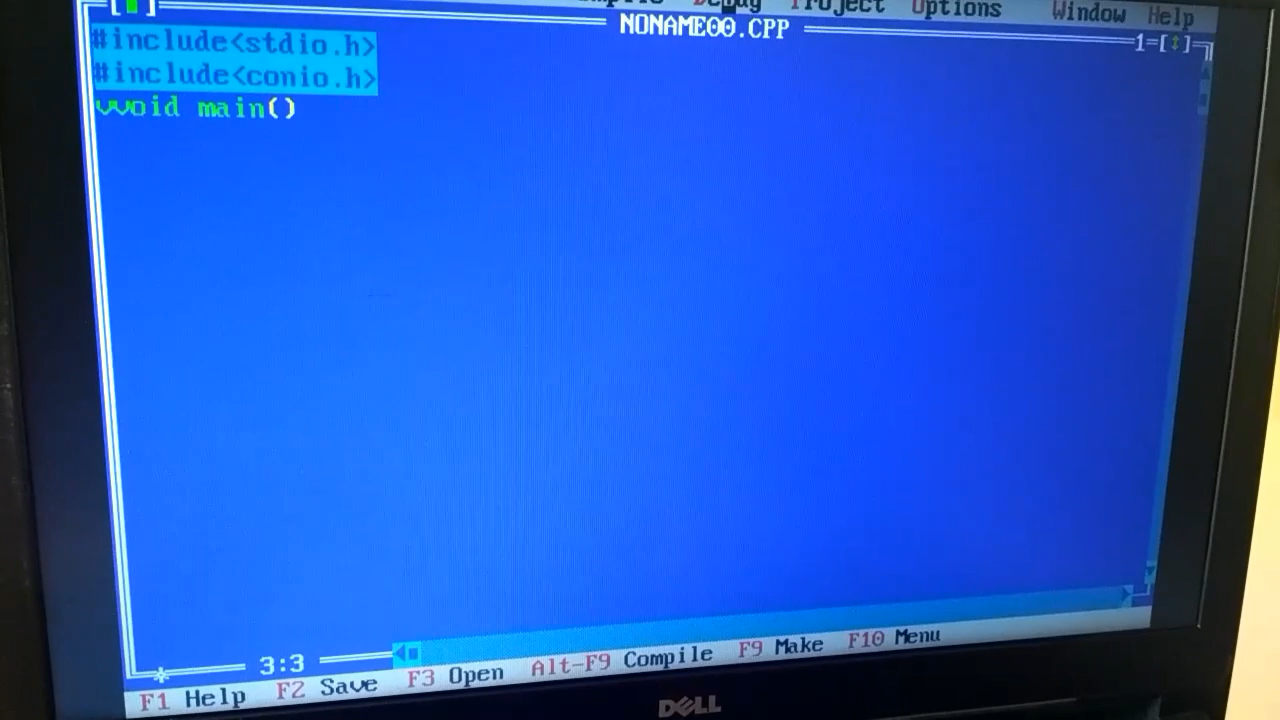 Debug Project Options Window Help
NONAME00.CPP
1=[↕]
#include<stdio.h>
#include<conio.h>
vvoid main()
3:3
F1 Help F2 Save F3 Open Alt-F9 Compile F9 Make F10 Menu
DELL